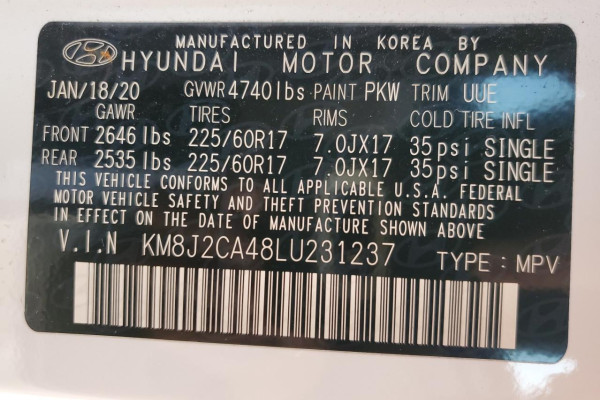 MANUFACTURED IN KOREA BY
HYUNDAI MOTOR COMPANY
JAN/18/20 GVWR 4740lbs PAINT PKW TRIM UUE
GAWR TIRES RIMS COLD TIRE INFL
FRONT 2646 lbs 225/60R17 7.0JX17 35psi SINGLE
REAR 2535 lbs 225/60R17 7.0JX17 35psi SINGLE
THIS VEHICLE CONFORMS TO ALL APPLICABLE U.S.A. FEDERAL
MOTOR VEHICLE SAFETY AND THEFT PREVENTION STANDARDS
IN EFFECT ON THE DATE OF MANUFACTURE SHOWN ABOVE
V.I.N KM8J2CA48LU231237 TYPE : MPV